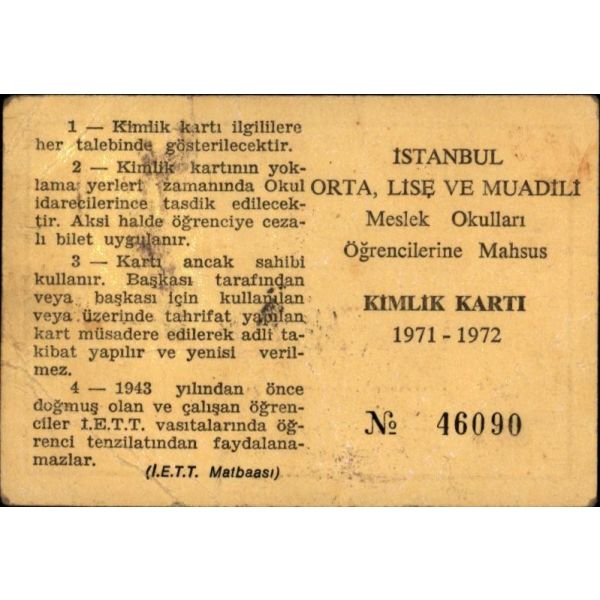 1 — Kimlik kartı ilgililere
her talebinde gösterilecektir.
2 — Kimlik kartının yok-
lama yerleri zamanında Okul
idarecilerince tasdik edilecek-
tir. Aksi halde öğrenciye ceza-
lı bilet uygulanır.
3 — Kartı ancak sahibi
kullanır. Başkası tarafından
veya başkası için kullanılan
veya üzerinde tahrifat yapılan
kart müsadere edilerek adli ta-
kibat yapılır ve yenisi veril-
mez.
4 — 1943 yılından önce
doğmuş olan ve çalışan öğren-
ciler İ.E.T.T. vasıtalarında öğ-
renci tenzilatından faydalana-
mazlar.
(İ.E.T.T. Matbaası)
İSTANBUL
ORTA, LİSE VE MUADİLİ
Meslek Okulları
Öğrencilerine Mahsus
KİMLİK KARTI
1971 - 1972
№ 46090